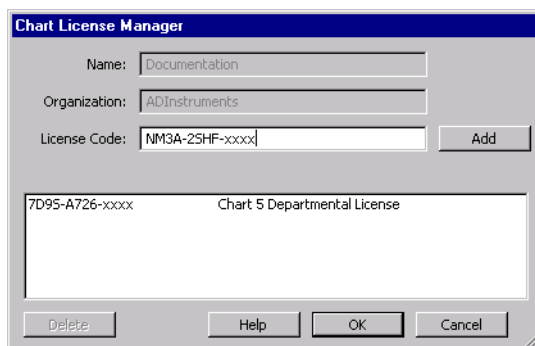 Chart License Manager
Name: Documentation
Organization: ADInstruments
License Code: NM3A-2SHF-xxxx Add
7D95-A726-xxxx Chart 5 Departmental License
Delete Help OK Cancel